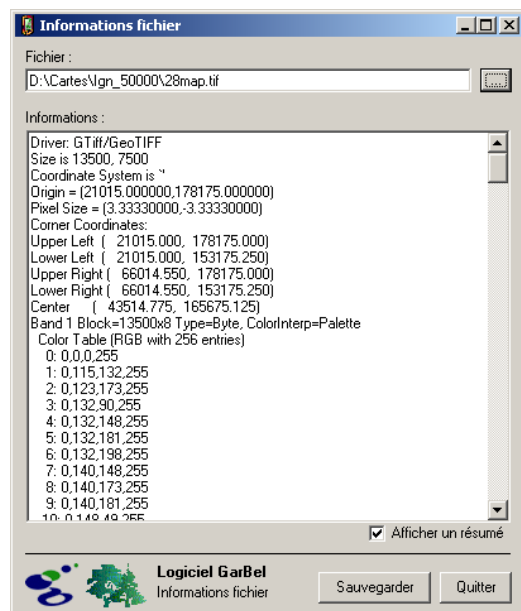 Informations fichier
Fichier :
D:\Cartes\Ign_50000\28map.tif
...
Informations :
Driver: GTiff/GeoTIFF
Size is 13500, 7500
Coordinate System is `'
Origin = (21015.000000,178175.000000)
Pixel Size = (3.33330000,-3.33330000)
Corner Coordinates:
Upper Left ( 21015.000, 178175.000)
Lower Left ( 21015.000, 153175.250)
Upper Right ( 66014.550, 178175.000)
Lower Right ( 66014.550, 153175.250)
Center ( 43514.775, 165675.125)
Band 1 Block=13500x8 Type=Byte, ColorInterp=Palette
Color Table (RGB with 256 entries)
0: 0,0,0,255
1: 0,115,132,255
2: 0,123,173,255
3: 0,132,90,255
4: 0,132,148,255
5: 0,132,181,255
6: 0,132,198,255
7: 0,140,148,255
8: 0,140,173,255
9: 0,140,181,255
10: 0,148,49,255
Afficher un résumé
Logiciel GarBel
Informations fichier
Sauvegarder
Quitter